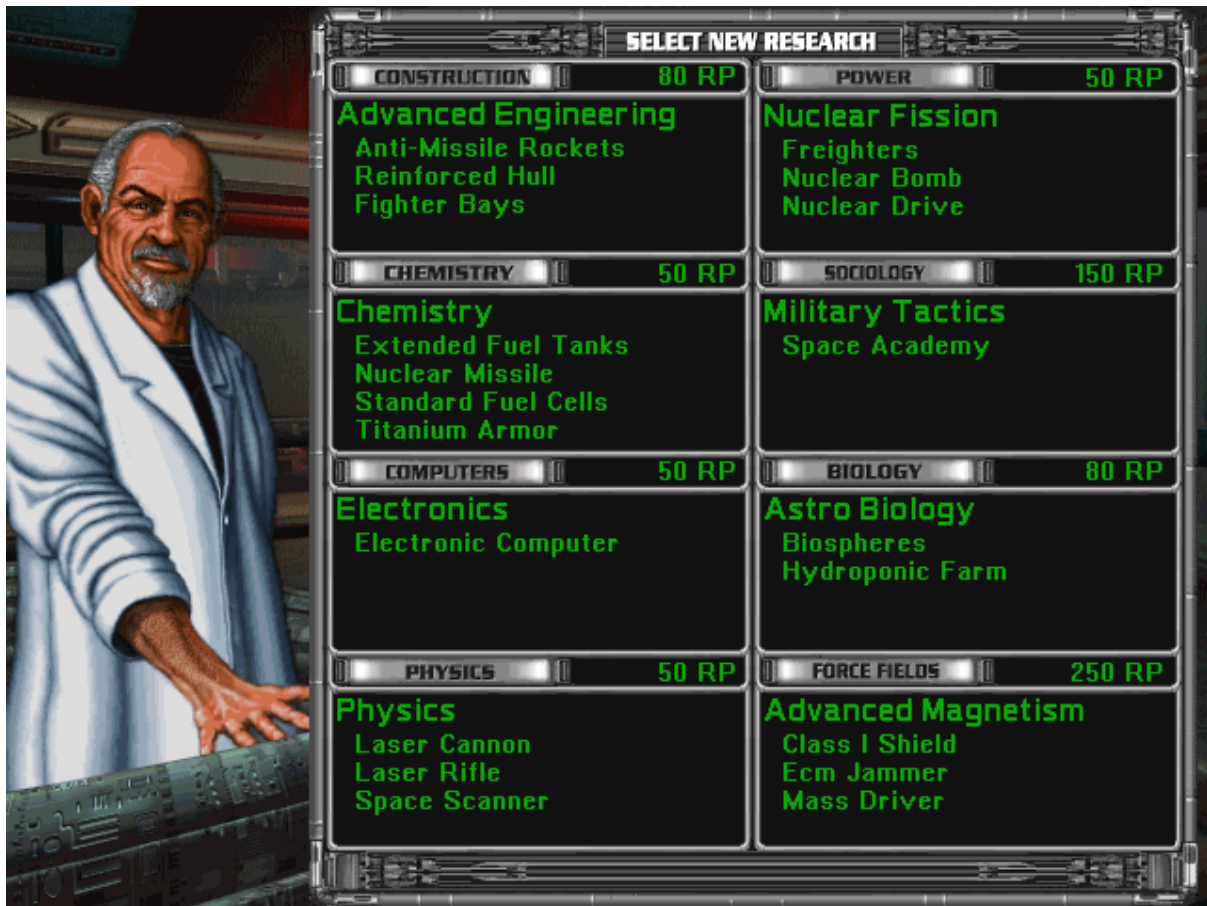 SELECT NEW RESEARCH
CONSTRUCTION 80 RP
Advanced Engineering
Anti-Missile Rockets
Reinforced Hull
Fighter Bays
POWER 50 RP
Nuclear Fission
Freighters
Nuclear Bomb
Nuclear Drive
CHEMISTRY 50 RP
Chemistry
Extended Fuel Tanks
Nuclear Missile
Standard Fuel Cells
Titanium Armor
SOCIOLOGY 150 RP
Military Tactics
Space Academy
COMPUTERS 50 RP
Electronics
Electronic Computer
BIOLOGY 80 RP
Astro Biology
Biospheres
Hydroponic Farm
PHYSICS 50 RP
Physics
Laser Cannon
Laser Rifle
Space Scanner
FORCE FIELDS 250 RP
Advanced Magnetism
Class I Shield
Ecm Jammer
Mass Driver